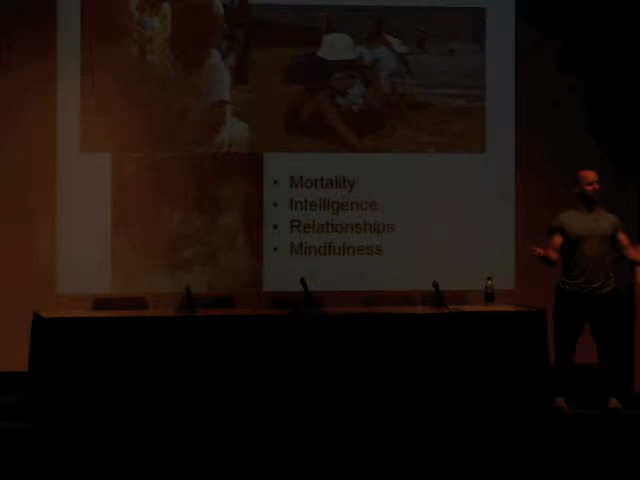 • Mortality
• Intelligence
• Relationships
• Mindfulness